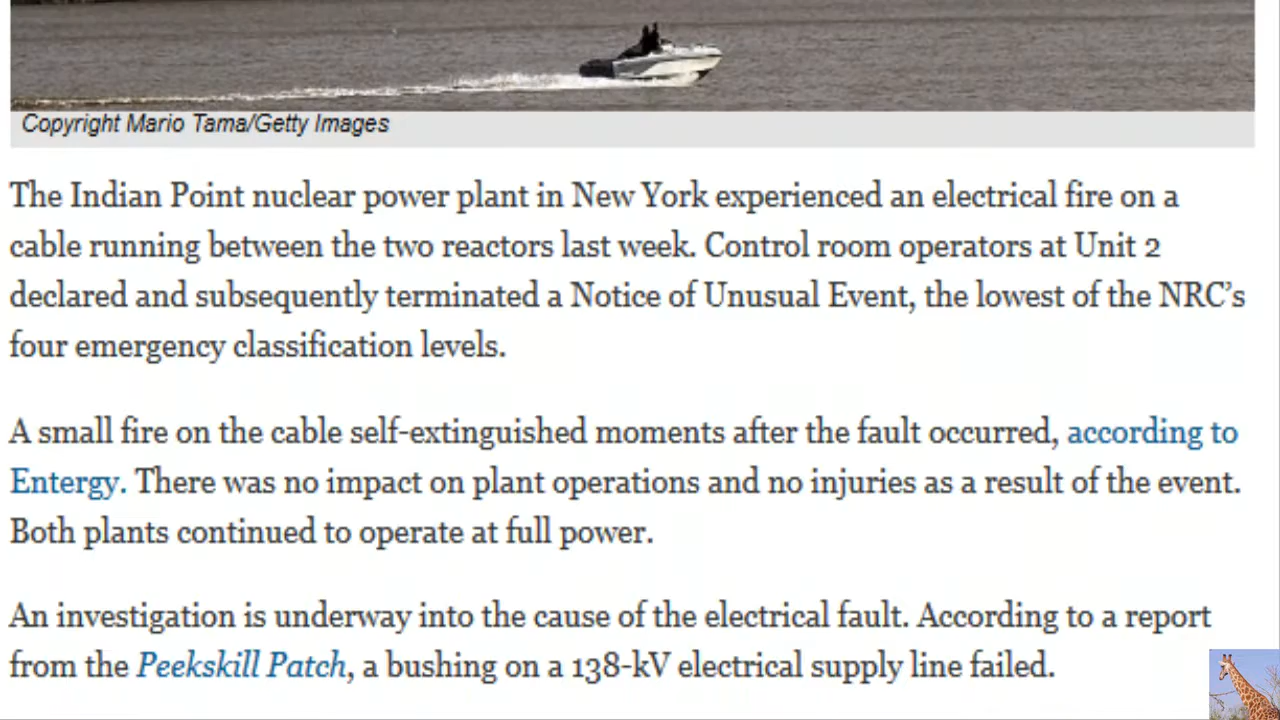 Copyright Mario Tama/Getty Images
The Indian Point nuclear power plant in New York experienced an electrical fire on a
cable running between the two reactors last week. Control room operators at Unit 2
declared and subsequently terminated a Notice of Unusual Event, the lowest of the NRC’s
four emergency classification levels.
A small fire on the cable self-extinguished moments after the fault occurred, according to
Entergy. There was no impact on plant operations and no injuries as a result of the event.
Both plants continued to operate at full power.
An investigation is underway into the cause of the electrical fault. According to a report
from the Peekskill Patch, a bushing on a 138-kV electrical supply line failed.